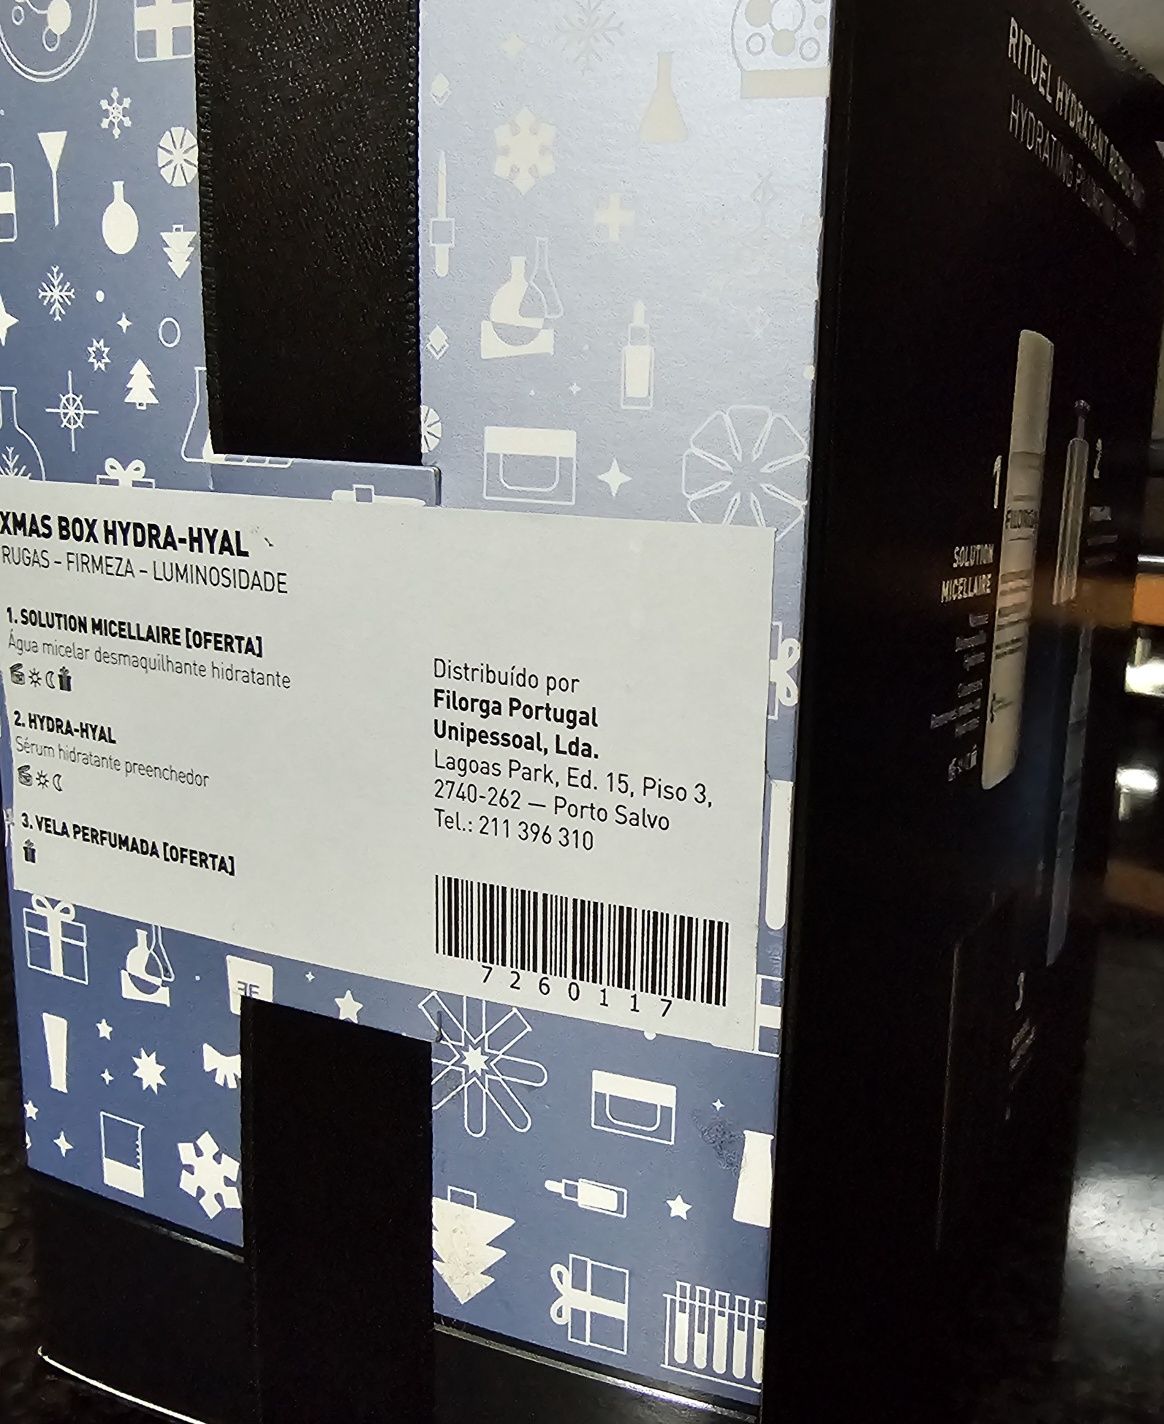 XMAS BOX HYDRA-HYAL
RUGAS – FIRMEZA – LUMINOSIDADE
1. SOLUTION MICELLAIRE [OFERTA]
Água micelar desmaquilhante hidratante
2. HYDRA-HYAL
Sérum hidratante preenchedor
3. VELA PERFUMADA [OFERTA]
Distribuído por
Filorga Portugal
Unipessoal, Lda.
Lagoas Park, Ed. 15, Piso 3,
2740-262 — Porto Salvo
Tel.: 211 396 310
7260117
RITUEL HYDRATANT
HYDRATING
1
SOLUTION
MICELLAIRE
FILORGA
2
3